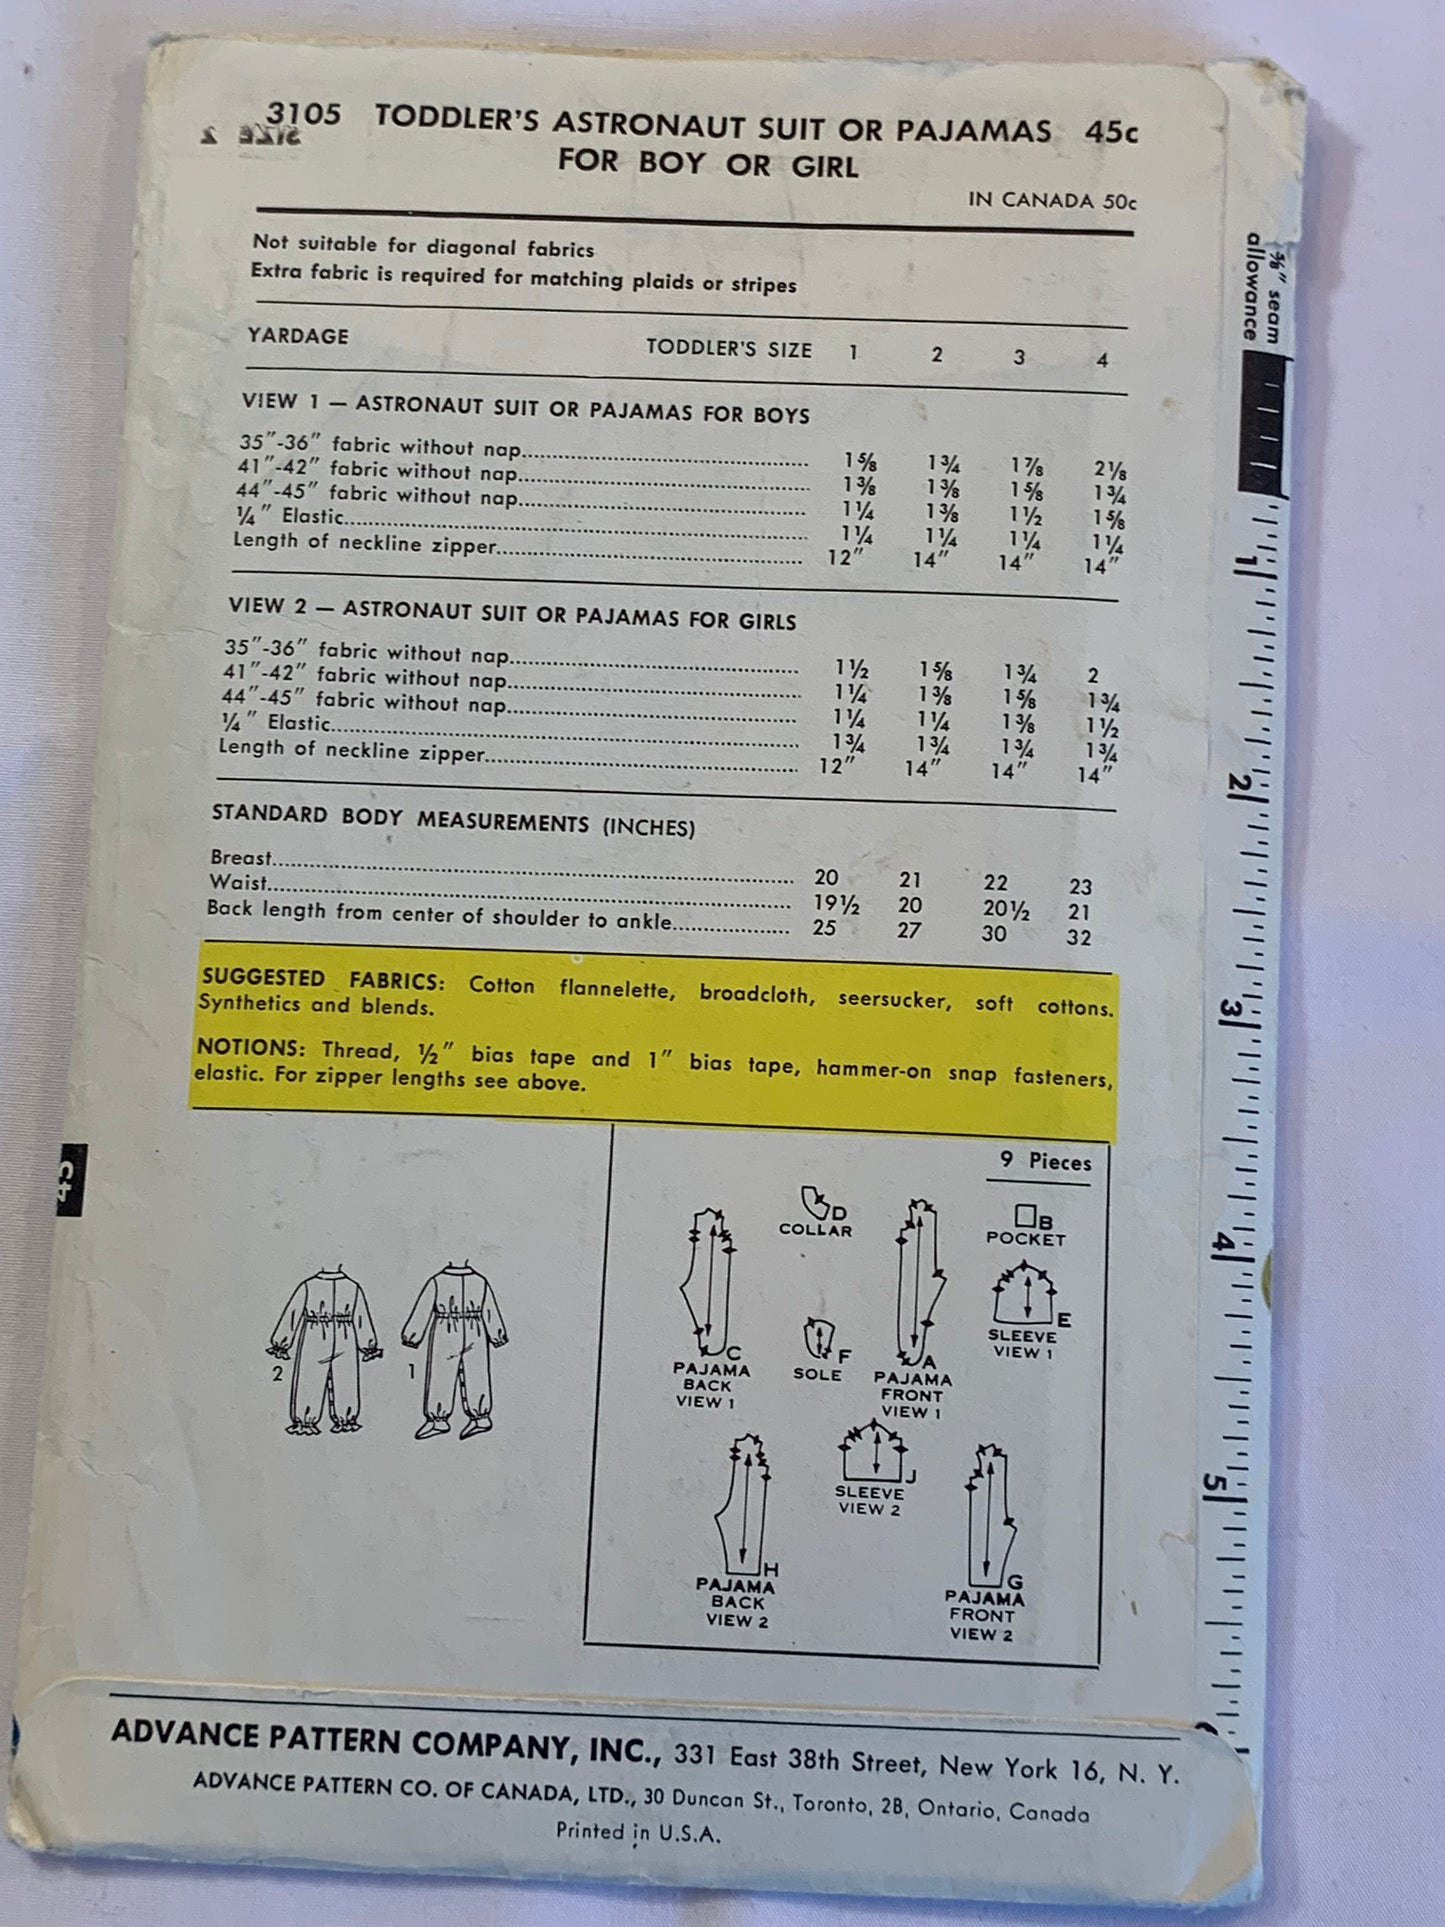 3105 TODDLER'S ASTRONAUT SUIT OR PAJAMAS 45c
SIZE 2
FOR BOY OR GIRL
IN CANADA 50c
Not suitable for diagonal fabrics
Extra fabric is required for matching plaids or stripes
YARDAGE TODDLER'S SIZE 1 2 3 4
VIEW 1 — ASTRONAUT SUIT OR PAJAMAS FOR BOYS
35"-36" fabric without nap 1⅝ 1¾ 1⅞ 2⅛
41"-42" fabric without nap 1⅜ 1⅜ 1⅝ 1¾
44"-45" fabric without nap 1¼ 1⅜ 1½ 1⅝
¼" Elastic 1¼ 1¼ 1¼ 1¼
Length of neckline zipper 12" 14" 14" 14"
VIEW 2 — ASTRONAUT SUIT OR PAJAMAS FOR GIRLS
35"-36" fabric without nap 1½ 1⅝ 1¾ 2
41"-42" fabric without nap 1¼ 1⅜ 1⅝ 1¾
44"-45" fabric without nap 1¼ 1¼ 1⅜ 1½
¼" Elastic 1¾ 1¾ 1¾ 1¾
Length of neckline zipper 12" 14" 14" 14"
STANDARD BODY MEASUREMENTS (INCHES)
Breast 20 21 22 23
Waist 19½ 20 20½ 21
Back length from center of shoulder to ankle 25 27 30 32
SUGGESTED FABRICS: Cotton flannelette, broadcloth, seersucker, soft cottons.
Synthetics and blends.
NOTIONS: Thread, ½" bias tape and 1" bias tape, hammer-on snap fasteners,
elastic. For zipper lengths see above.
9 Pieces
D
COLLAR
B
POCKET
C
PAJAMA
BACK
VIEW 1
F
SOLE
A
PAJAMA
FRONT
VIEW 1
E
SLEEVE
VIEW 1
H
PAJAMA
BACK
VIEW 2
J
SLEEVE
VIEW 2
G
PAJAMA
FRONT
VIEW 2
2
1
⅝" seam
allowance
1
2
3
4
5
ADVANCE PATTERN COMPANY, INC., 331 East 38th Street, New York 16, N. Y.
ADVANCE PATTERN CO. OF CANADA, LTD., 30 Duncan St., Toronto, 2B, Ontario, Canada
Printed in U.S.A.